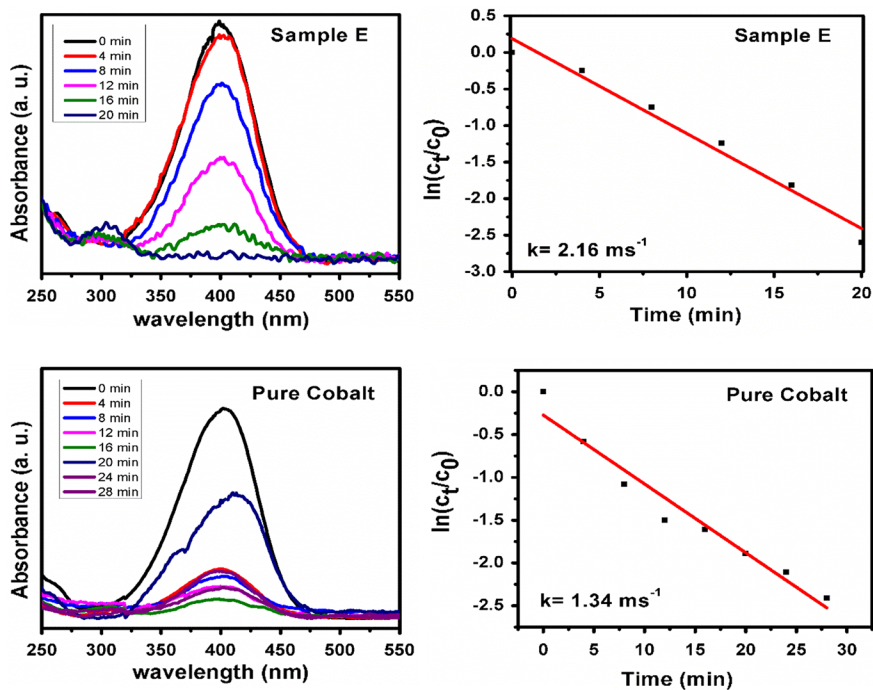 Sample E
0 min
4 min
8 min
12 min
16 min
20 min
Absorbance (a. u.)
250 300 350 400 450 500 550
wavelength (nm)
Sample E
0.5
0.0
-0.5
-1.0
-1.5
-2.0
-2.5
-3.0
ln(ct/c0)
k= 2.16 ms-1
0 5 10 15 20
Time (min)
Pure Cobalt
0 min
4 min
8 min
12 min
16 min
20 min
24 min
28 min
Absorbance (a. u.)
250 300 350 400 450 500 550
wavelength (nm)
Pure Cobalt
0.0
-0.5
-1.0
-1.5
-2.0
-2.5
ln(ct/c0)
k= 1.34 ms-1
0 5 10 15 20 25 30
Time (min)